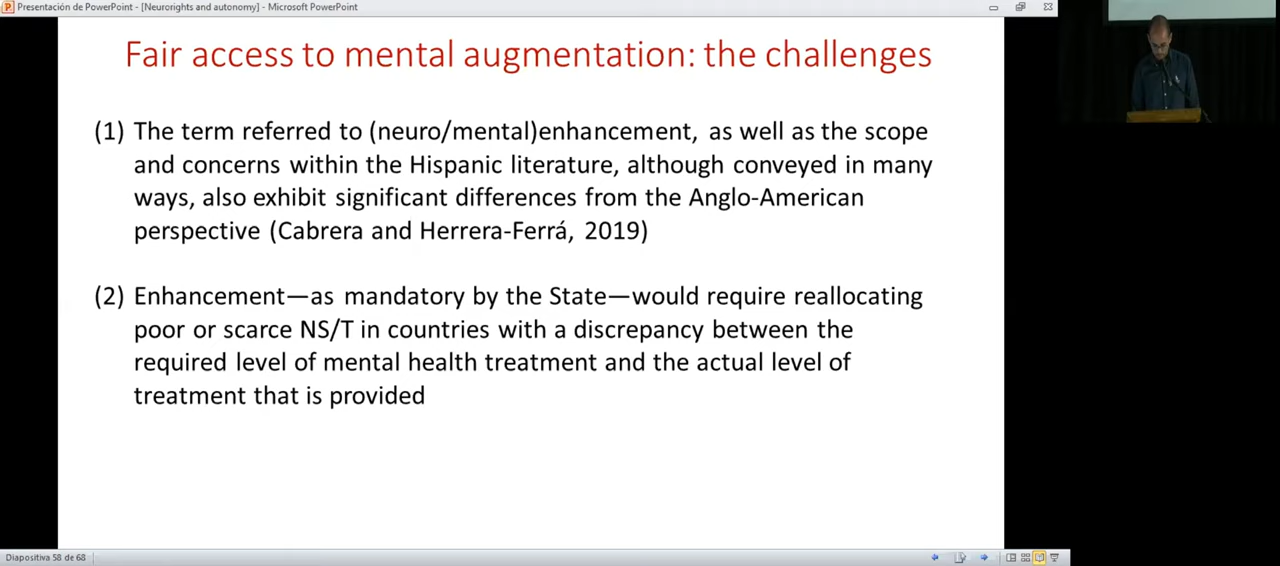 Presentación de PowerPoint - [Neurorights and autonomy] - Microsoft PowerPoint
Fair access to mental augmentation: the challenges
(1) The term referred to (neuro/mental)enhancement, as well as the scope
and concerns within the Hispanic literature, although conveyed in many
ways, also exhibit significant differences from the Anglo-American
perspective (Cabrera and Herrera-Ferrá, 2019)
(2) Enhancement—as mandatory by the State—would require reallocating
poor or scarce NS/T in countries with a discrepancy between the
required level of mental health treatment and the actual level of
treatment that is provided
Diapositiva 58 de 68